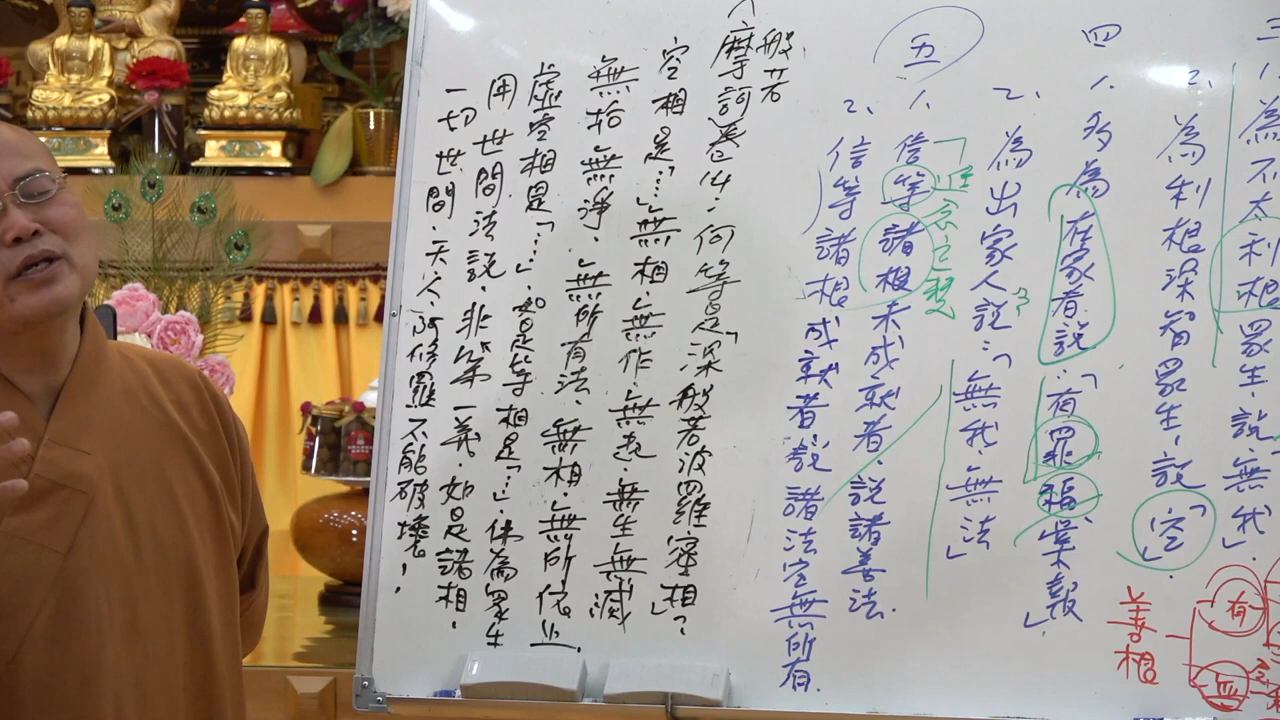 三
1、為不太利根眾生,說「無我」.
2、為利根深智眾生,說「空」.
四
1、多為在家者說:「有罪福業報」.
2、為出家人說:「無我、無法」
五
1、信等諸根未成就者、說諸善法.
2、信等諸根成就者說諸法空無所有.
善相
有
般若
摩訶卷
何等是「深般若波羅蜜相」?
空相是「…」無相、無作、無起、無生無滅
無垢無淨、無所有法、無相、無所依止.
虛空相是「…」.如是等相是「…」.佛為眾生
用世間法說,非第一義.如是諸相,
一切世間、天人、阿修羅不能破壞!